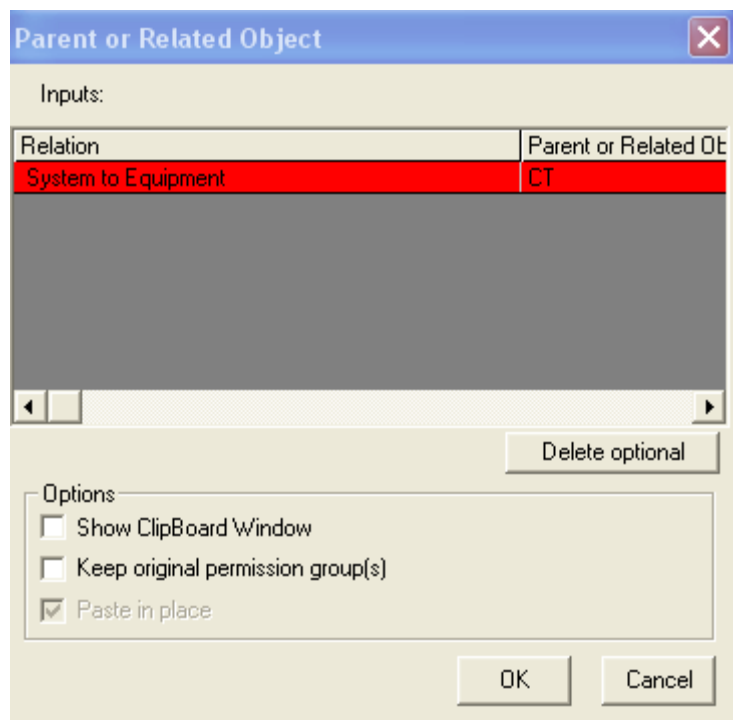 Parent or Related Object
Inputs:
Relation Parent or Related Ob
System to Equipment CT
Delete optional
Options
Show ClipBoard Window
Keep original permission group(s)
Paste in place
OK Cancel